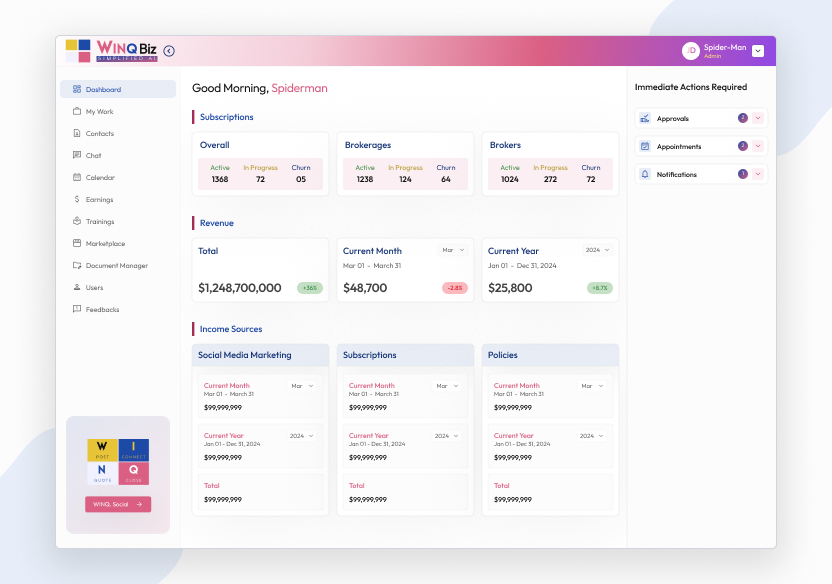 WINQ Biz
SIMPLIFIED AI
Spider-Man
Admin
JD
Dashboard
My Work
Contacts
Chat
Calendar
Earnings
Trainings
Marketplace
Document Manager
Users
Feedbacks
W I
POST CONNECT
N Q
QUOTE CLOSE
WINQ, Social →
Good Morning, Spiderman
Subscriptions
Overall
Active In Progress Churn
1368 72 05
Brokerages
Active In Progress Churn
1238 124 64
Brokers
Active In Progress Churn
1024 272 72
Revenue
Total
$1,248,700,000 +36%
Current Month Mar
Mar 01 - March 31
$48,700 -2.8%
Current Year 2024
Jan 01 - Dec 31, 2024
$25,800 +8.7%
Income Sources
Social Media Marketing
Current Month Mar
Mar 01 - March 31
$99,999,999
Current Year 2024
Jan 01 - Dec 31, 2024
$99,999,999
Total
$99,999,999
Subscriptions
Current Month Mar
Mar 01 - March 31
$99,999,999
Current Year 2024
Jan 01 - Dec 31, 2024
$99,999,999
Total
$99,999,999
Policies
Current Month Mar
Mar 01 - March 31
$99,999,999
Current Year 2024
Jan 01 - Dec 31, 2024
$99,999,999
Total
$99,999,999
Immediate Actions Required
Approvals
Appointments
Notifications